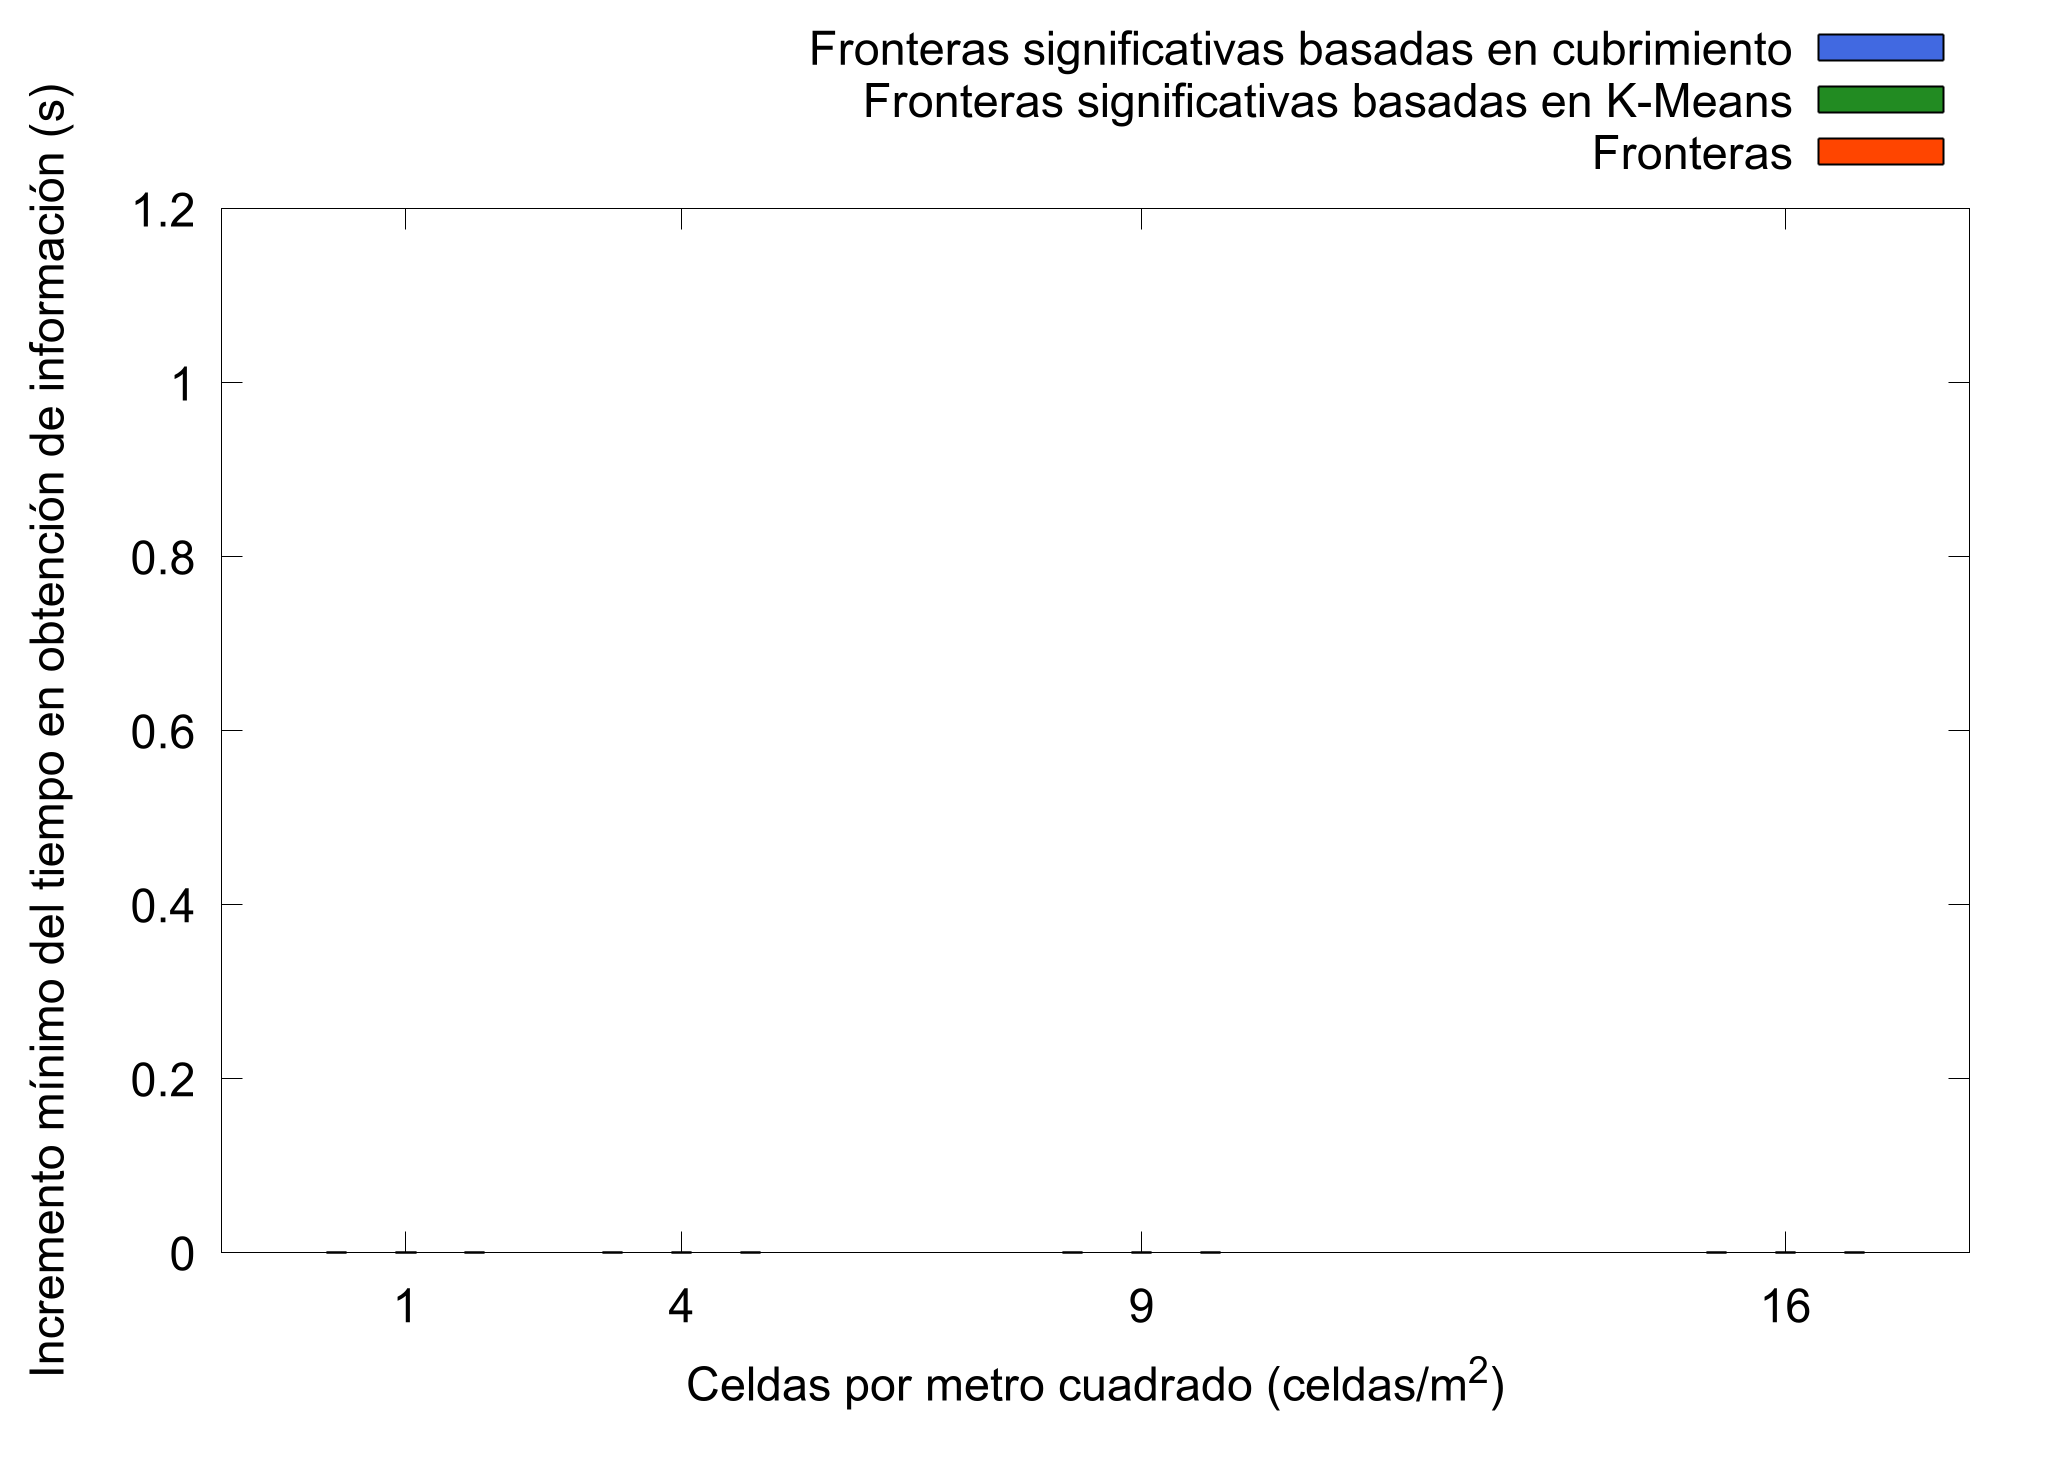 Fronteras significativas basadas en cubrimiento
Fronteras significativas basadas en K-Means
Fronteras
Incremento mínimo del tiempo en obtención de información (s)
1.2
1
0.8
0.6
0.4
0.2
0
1 4 9 16
Celdas por metro cuadrado (celdas/m²)